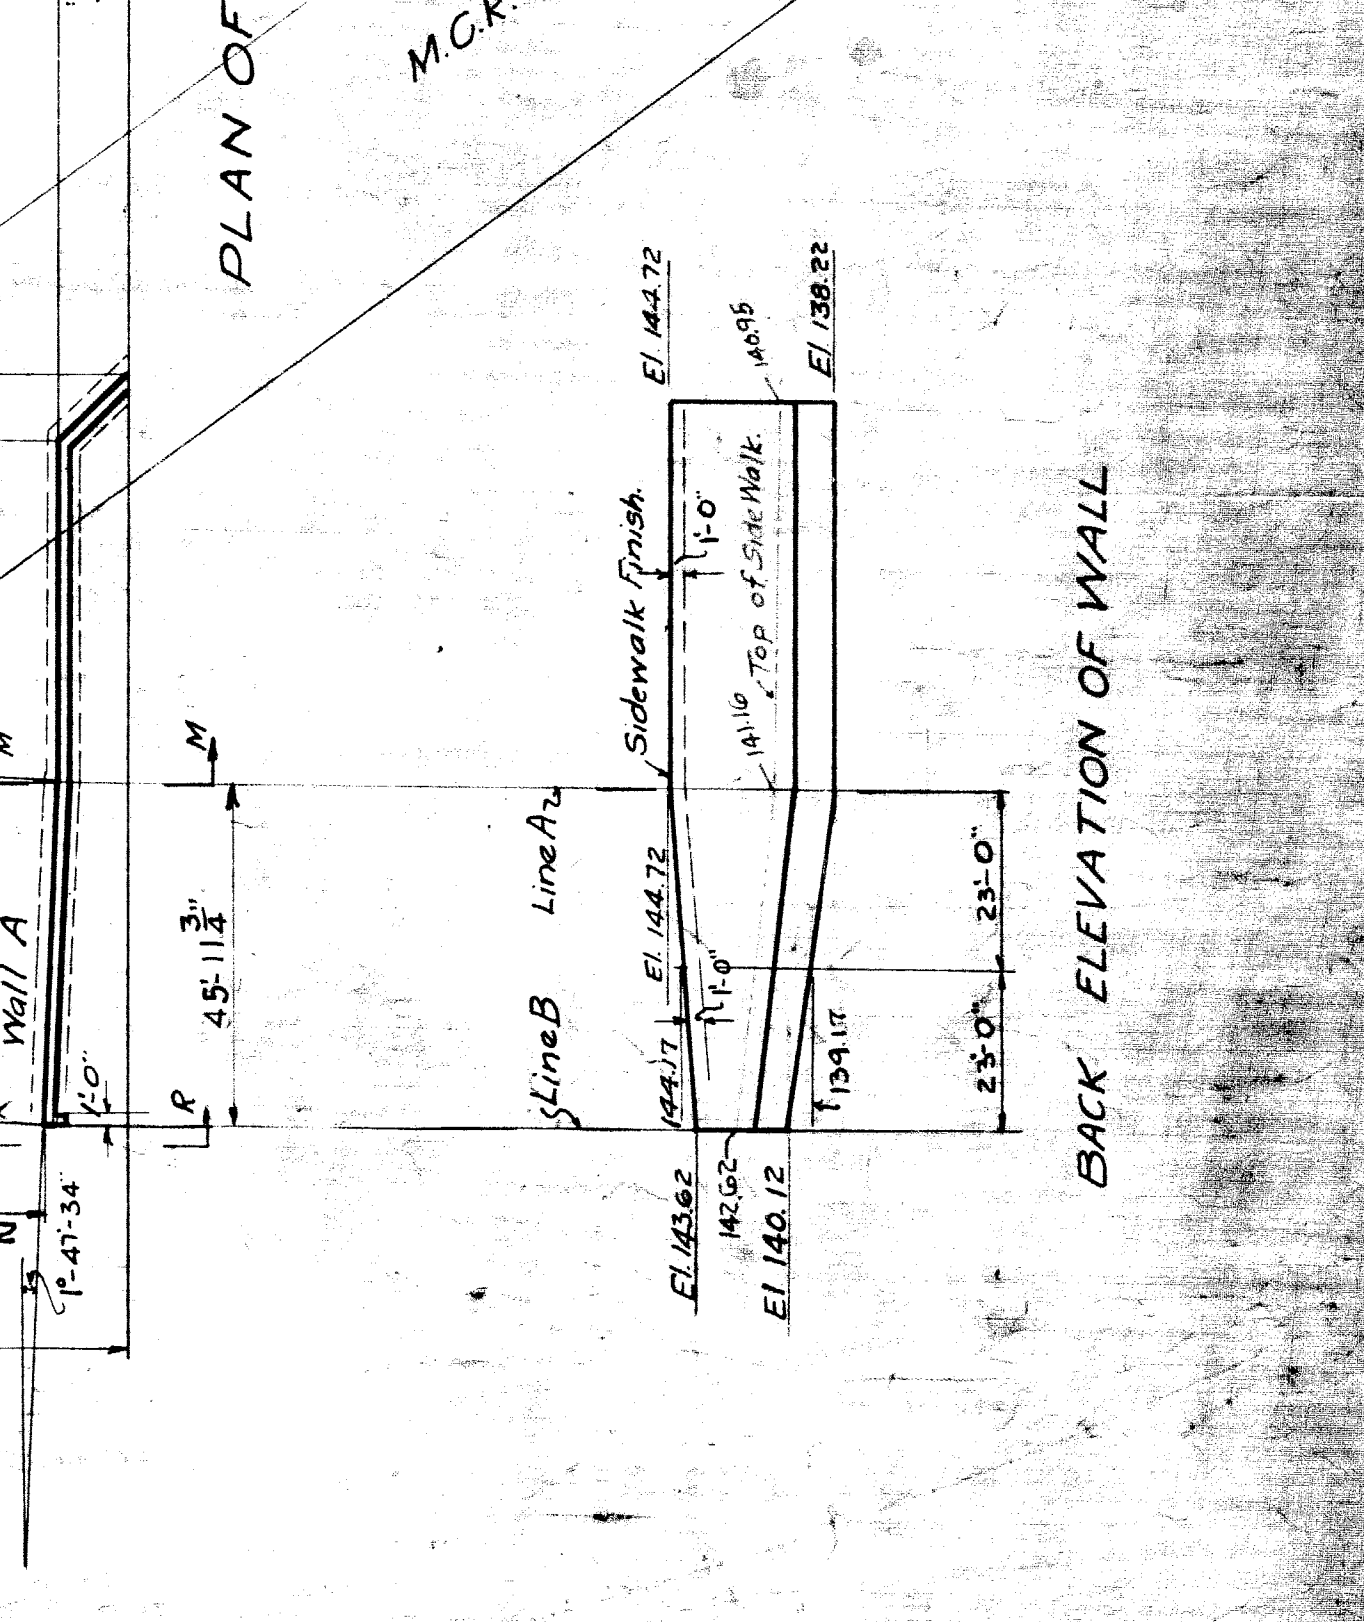 PLAN OF
M.C.R.
M
Wall A
1'-0"
N
1°-47'-34"
R
M
45'-11 3/4"
Line B
Line A
Sidewalk Finish.
El. 144.72
El. 144.72
144.17
El. 143.62
142.62
El. 140.12
1'-0"
1'-0"
141.16
Top of Side Walk.
140.95
El. 138.22
139.17
23'-0"
23'-0"
BACK ELEVATION OF WALL